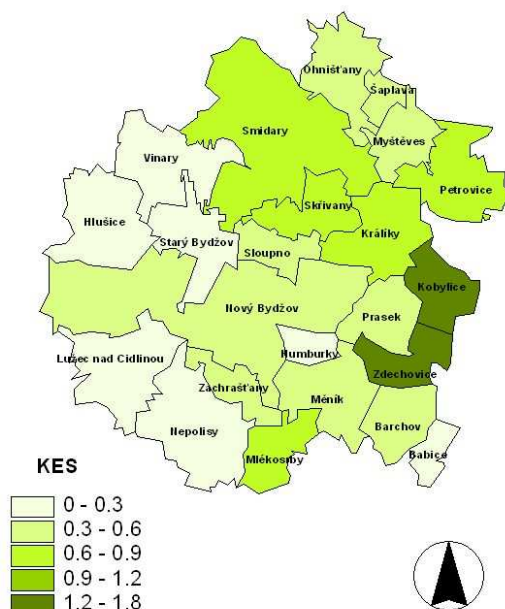 Ohnišťany
Šaplava
Smidary
Myštěves
Vinary
Petrovice
Skřivany
Hlušice
Starý Bydžov
Králíky
Sloupno
Kobylice
Nový Bydžov
Prasek
Lužec nad Cidlinou
Humburky
Zdechovice
Zachrašťany
Měník
Barchov
Nepolisy
Mlékosrby
Babice
KES
0 - 0.3
0.3 - 0.6
0.6 - 0.9
0.9 - 1.2
1.2 - 1.8